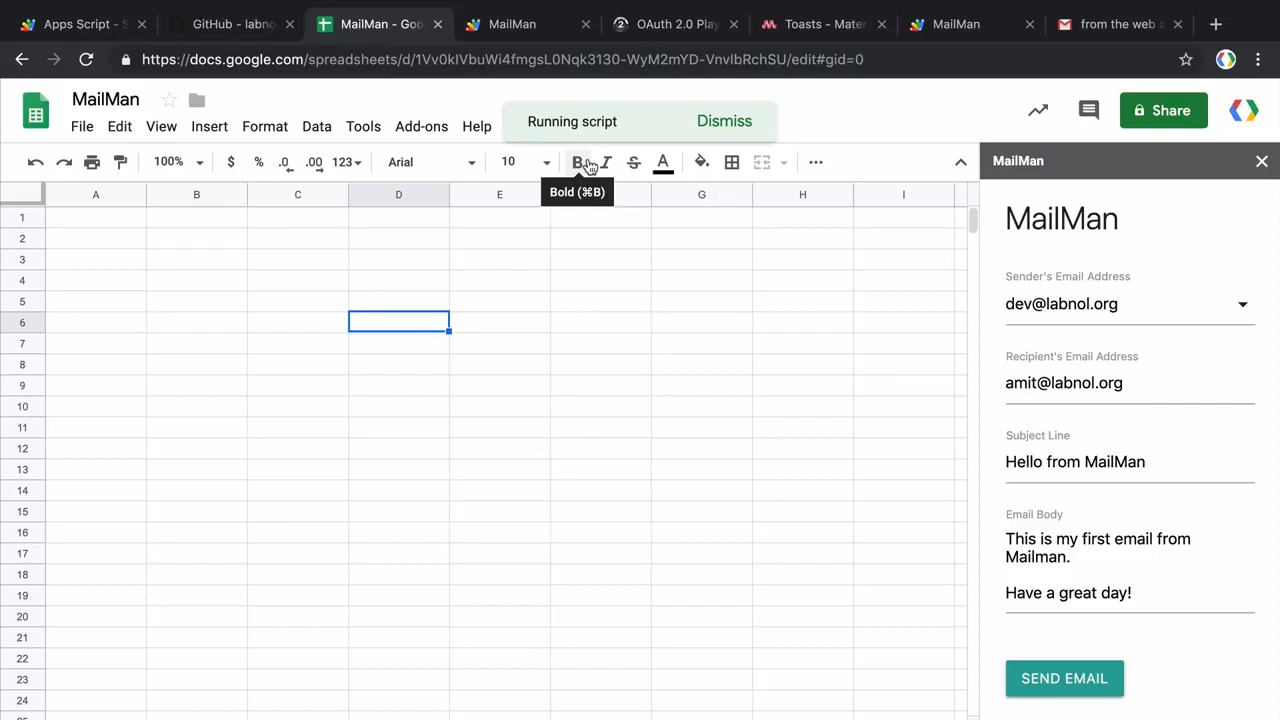 Apps Script - S
GitHub - labno
MailMan - Goo
MailMan
OAuth 2.0 Play
Toasts - Mater
MailMan
from the web a
https://docs.google.com/spreadsheets/d/1Vv0kIVbuWi4fmgsL0Nqk3130-WyM2mYD-VnvIbRchSU/edit#gid=0
MailMan
File Edit View Insert Format Data Tools Add-ons Help
Running script Dismiss
Share
100% $ % .0 .00 123 Arial 10 B I S A
Bold (⌘B)
MailMan
A B C D E G H I
1
2
3
4
5
6
7
8
9
10
11
12
13
14
15
16
17
18
19
20
21
22
23
24
MailMan
Sender's Email Address
dev@labnol.org
Recipient's Email Address
amit@labnol.org
Subject Line
Hello from MailMan
Email Body
This is my first email from
Mailman.
Have a great day!
SEND EMAIL